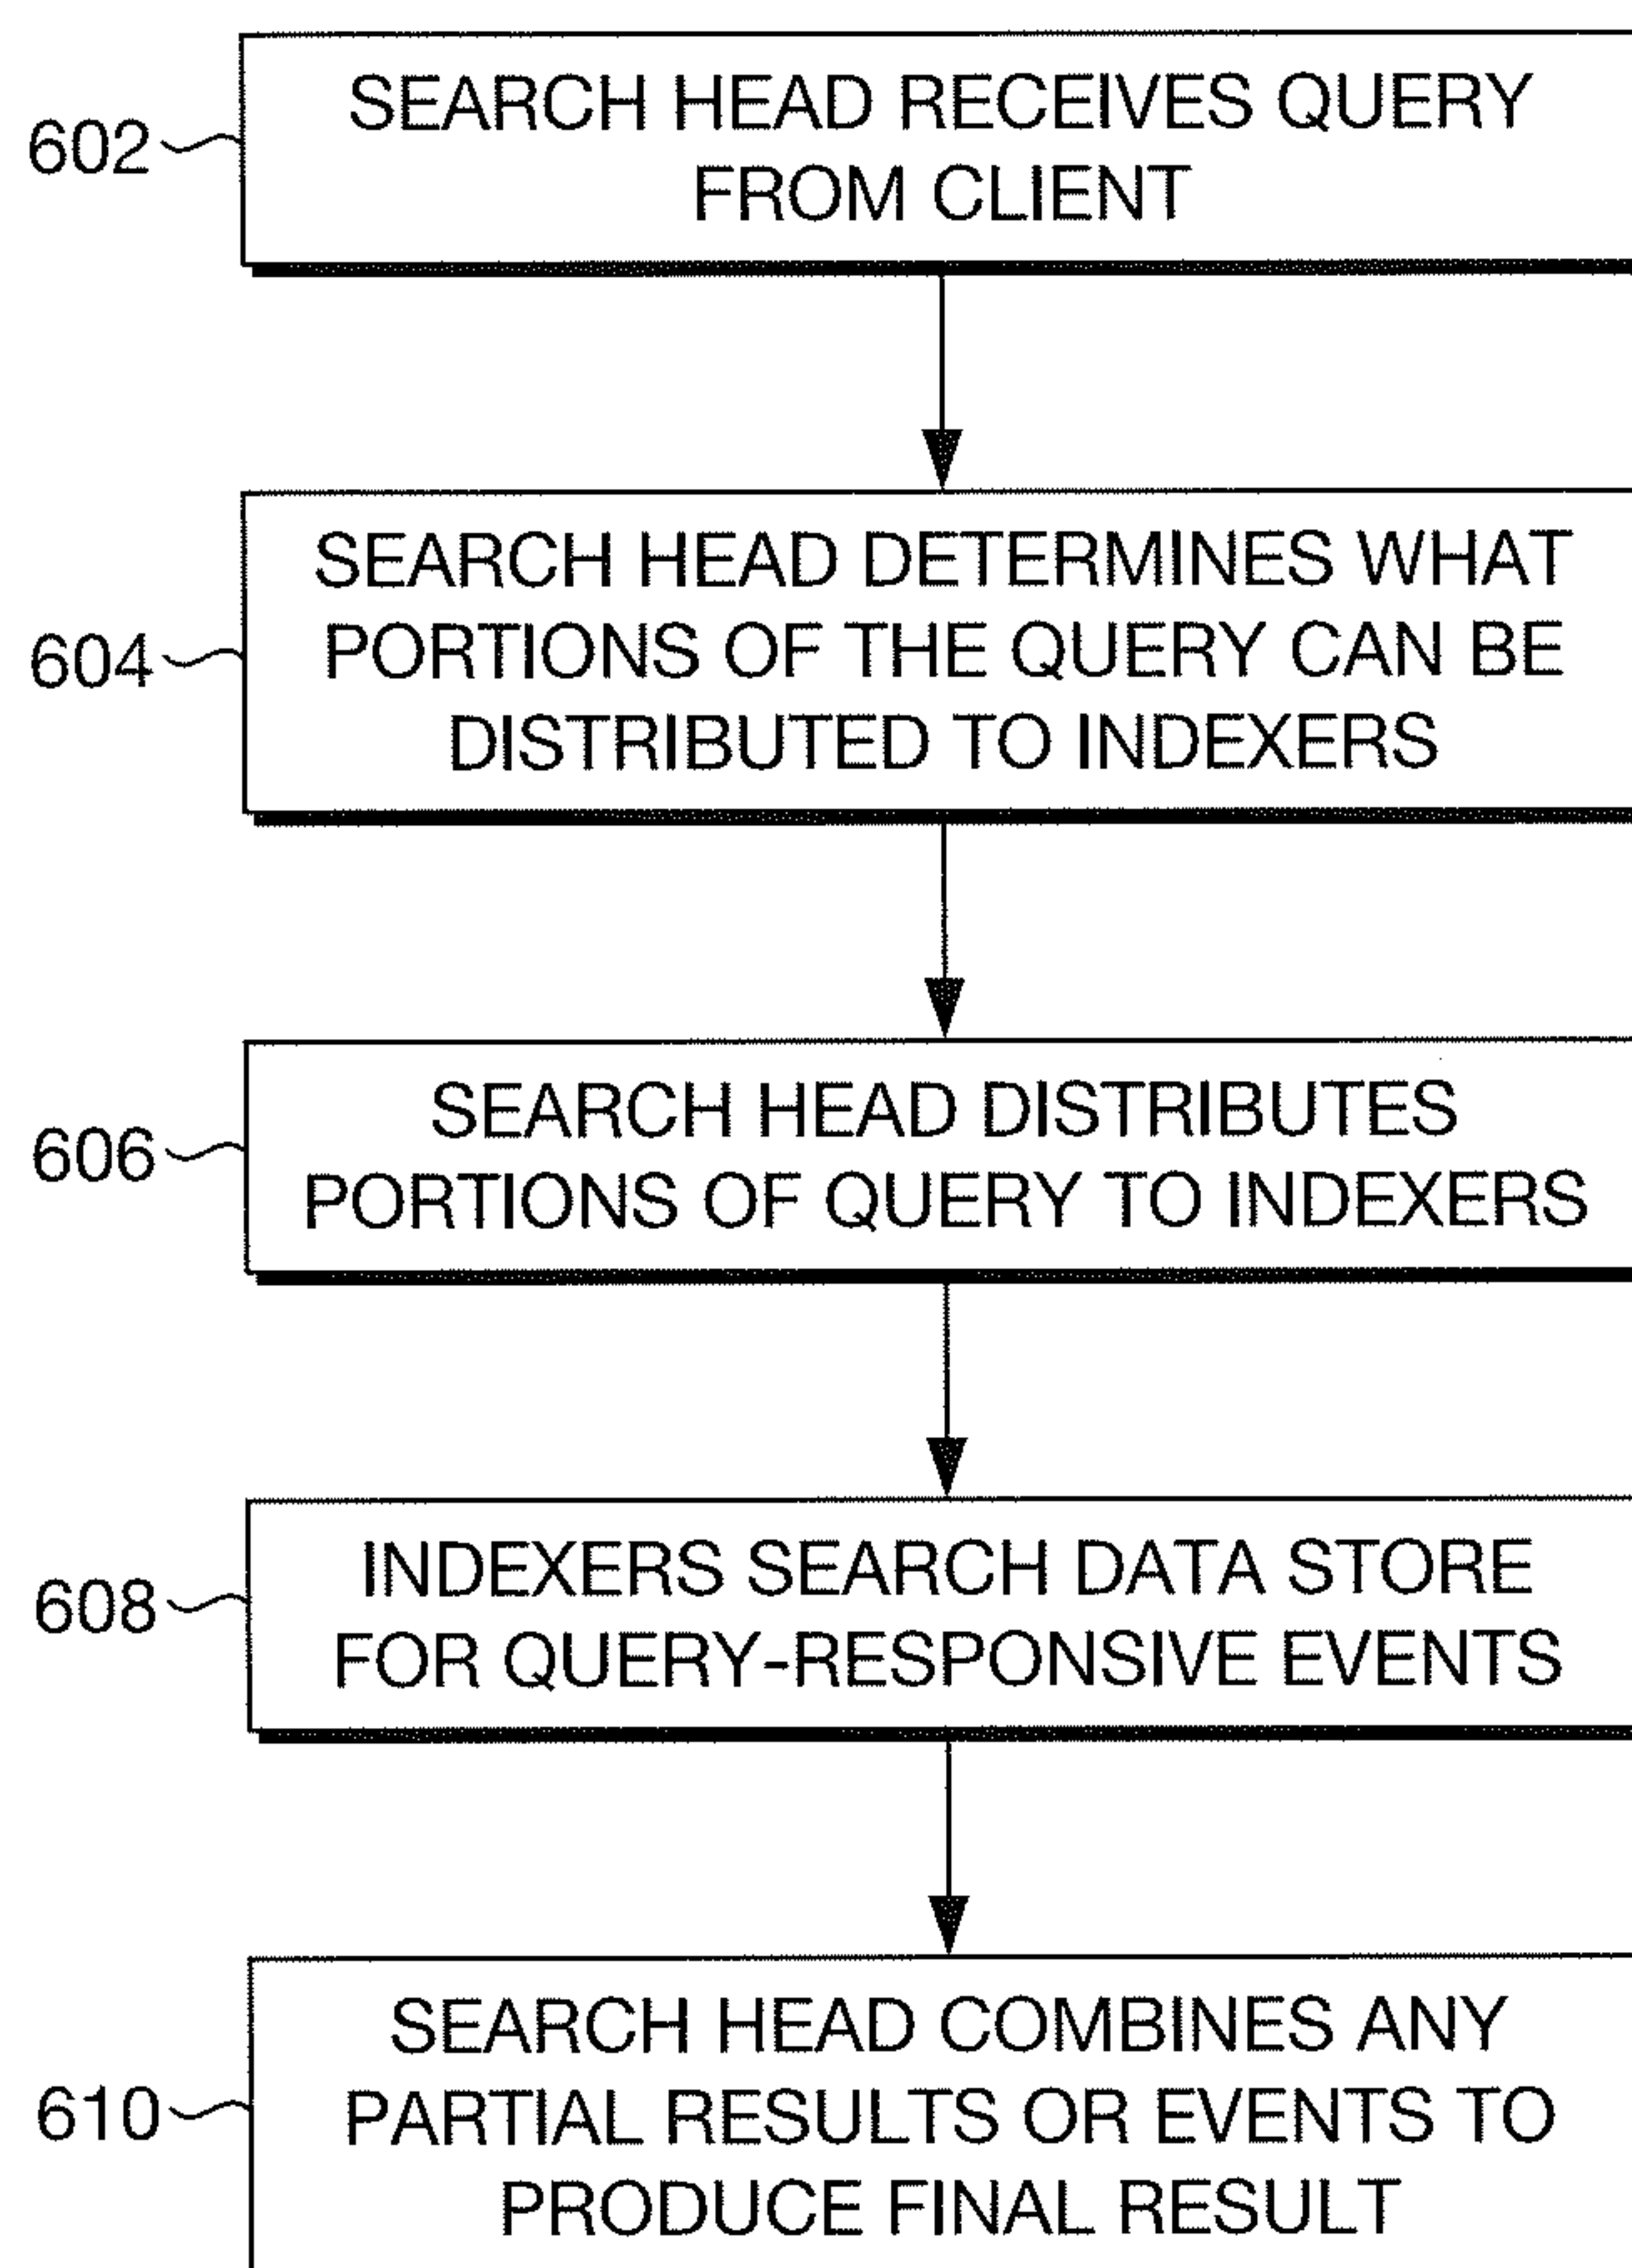 602
SEARCH HEAD RECEIVES QUERY
FROM CLIENT
604
SEARCH HEAD DETERMINES WHAT
PORTIONS OF THE QUERY CAN BE
DISTRIBUTED TO INDEXERS
606
SEARCH HEAD DISTRIBUTES
PORTIONS OF QUERY TO INDEXERS
608
INDEXERS SEARCH DATA STORE
FOR QUERY-RESPONSIVE EVENTS
610
SEARCH HEAD COMBINES ANY
PARTIAL RESULTS OR EVENTS TO
PRODUCE FINAL RESULT